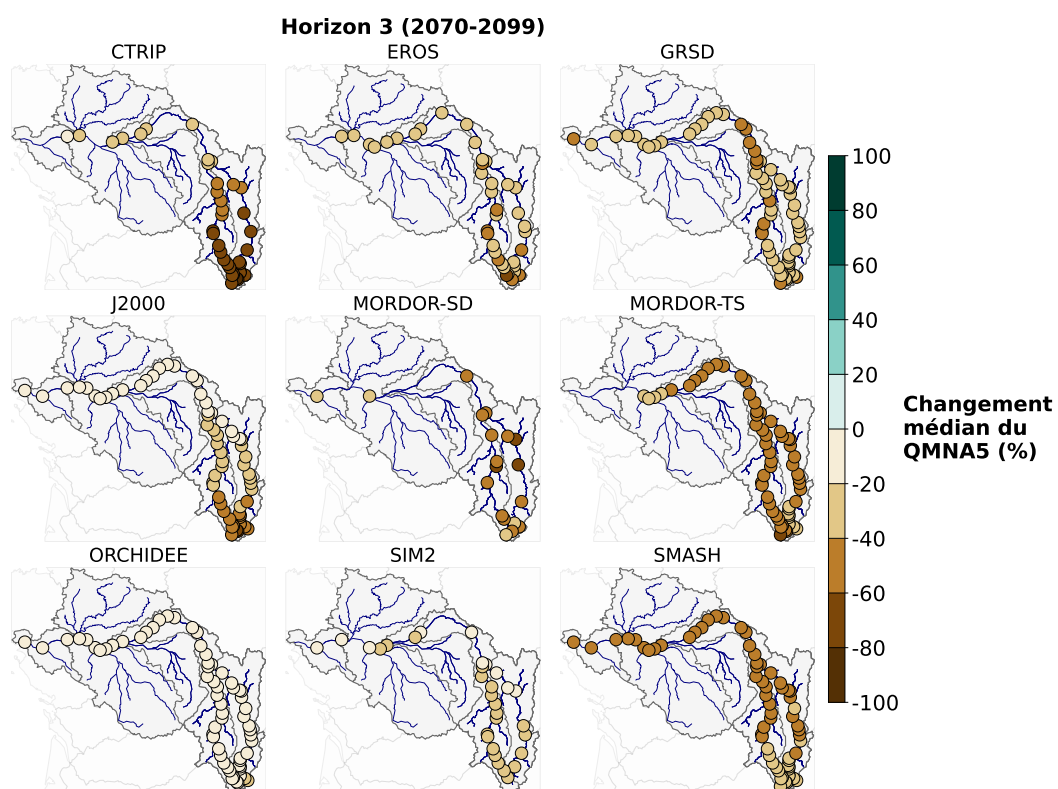 Horizon 3 (2070-2099)
CTRIP
EROS
GRSD
J2000
MORDOR-SD
MORDOR-TS
ORCHIDEE
SIM2
SMASH
100
80
60
40
20
0
-20
-40
-60
-80
-100
Changement
médian du
QMNA5 (%)